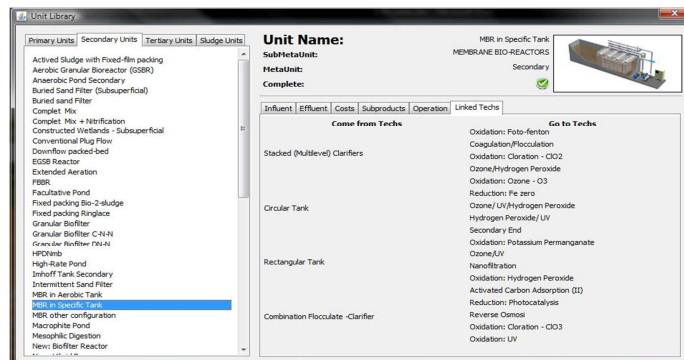 Unit Library
Primary Units Secondary Units Tertiary Units Sludge Units
Actived Sludge with Fixed-film packing
Aerobic Granular Bioreactor (GSBR)
Anaerobic Pond Secondary
Buried Sand Filter (Subsuperficial)
Buried sand Filter
Complet Mix
Complet Mix + Nitrification
Constructed Wetlands - Subsuperficial
Conventional Plug Flow
Downflow packed-bed
EGSB Reactor
Extended Aeration
FBBR
Facultative Pond
Fixed packing Bio-2-sludge
Fixed packing Ringlace
Granular Biofilter
Granular Biofilter C-N-N
Granular Biofilter DN-N
HPDNmb
High-Rate Pond
Imhoff Tank Secondary
Intermittent Sand Filter
MBR in Aerobic Tank
MBR in Specific Tank
MBR other configuration
Macrophite Pond
Mesophilic Digestion
New: Biofilter Reactor
Unit Name: MBR in Specific Tank
SubMetaUnit: MEMBRANE BIO-REACTORS
MetaUnit: Secondary
Complete:
Influent Effluent Costs Subproducts Operation Linked Techs
Come from Techs
Stacked (Multilevel) Clarifiers
Circular Tank
Rectangular Tank
Combination Flocculate -Clarifier
Go to Techs
Oxidation: Foto-fenton
Coagulation/Flocculation
Oxidation: Cloration - ClO2
Ozone/Hydrogen Peroxide
Oxidation: Ozone - O3
Reduction: Fe zero
Ozone/ UV/Hydrogen Peroxide
Hydrogen Peroxide/ UV
Secondary End
Oxidation: Potassium Permanganate
Ozone/UV
Nanofiltration
Oxidation: Hydrogen Peroxide
Activated Carbon Adsorption (II)
Reduction: Photocatalysis
Reverse Osmosi
Oxidation: Cloration - ClO3
Oxidation: UV